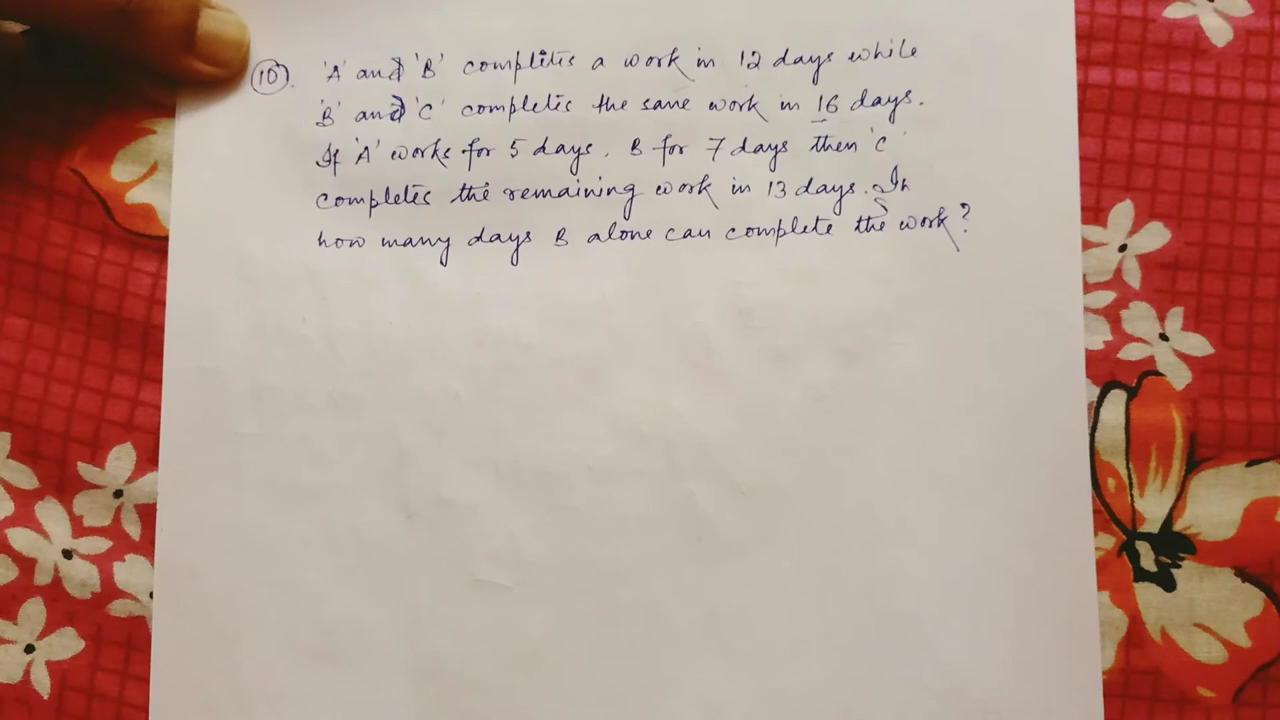 (10). 'A' and 'B' completes a work in 12 days while
'B' and 'C' completes the same work in 16 days.
If 'A' works for 5 days, B for 7 days then 'C'
completes the remaining work in 13 days. In
how many days B alone can complete the work?